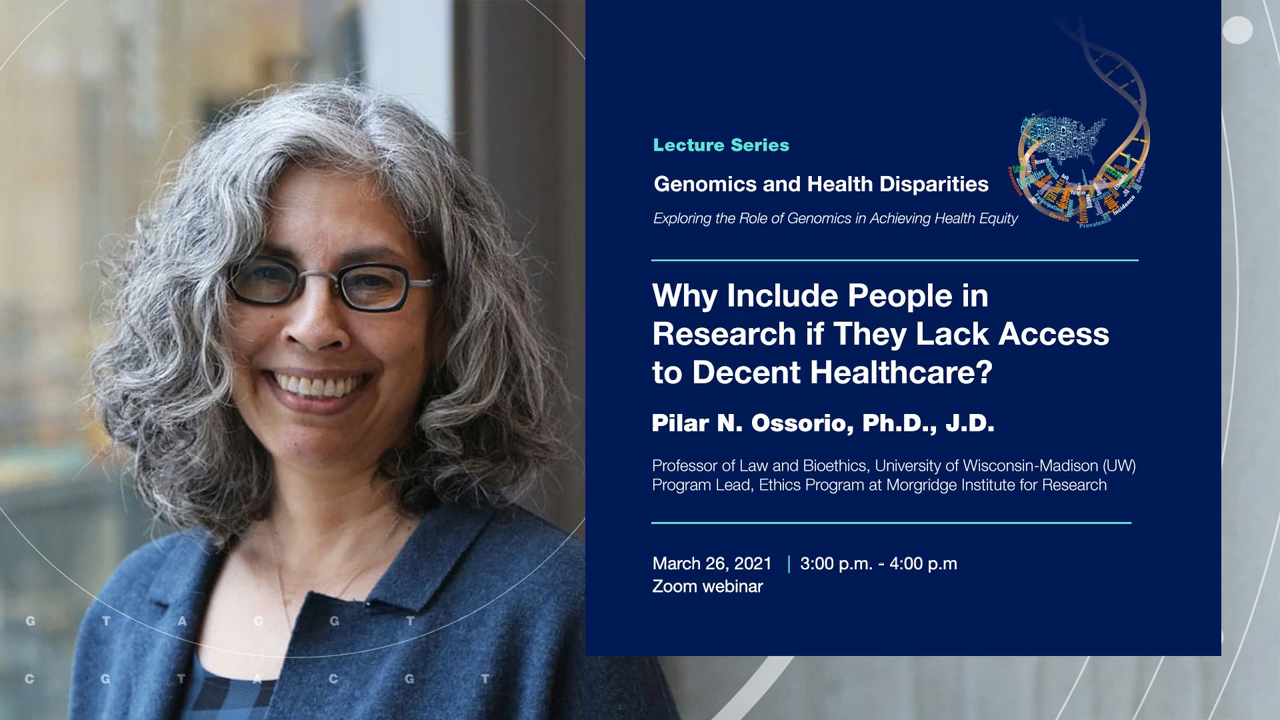 Lecture Series
Genomics and Health Disparities
Exploring the Role of Genomics in Achieving Health Equity
Why Include People in
Research if They Lack Access
to Decent Healthcare?
Pilar N. Ossorio, Ph.D., J.D.
Professor of Law and Bioethics, University of Wisconsin-Madison (UW)
Program Lead, Ethics Program at Morgridge Institute for Research
March 26, 2021 | 3:00 p.m. - 4:00 p.m
Zoom webinar
G T A C G T
C G T A C G T
Prevalence
Incidence
Chronic